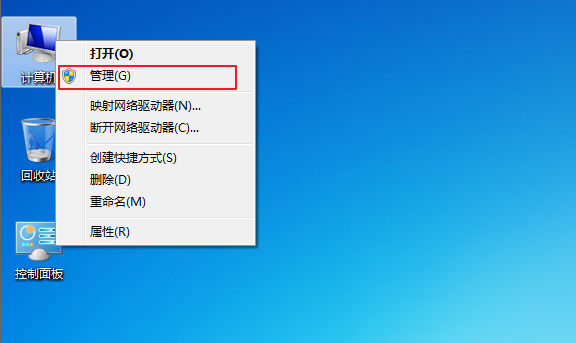 计算机
打开(O)
管理(G)
映射网络驱动器(N)...
断开网络驱动器(C)...
创建快捷方式(S)
删除(D)
重命名(M)
属性(R)
回收站
控制面板